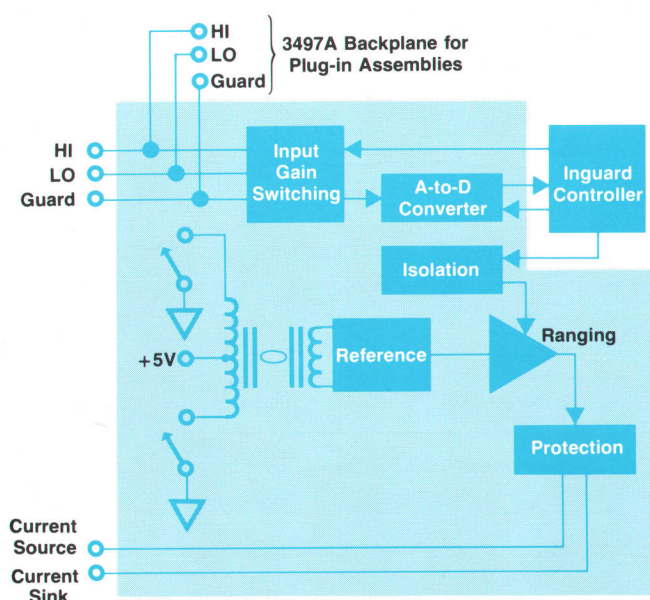 HI
LO
Guard
3497A Backplane for
Plug-in Assemblies
HI
LO
Guard
Input
Gain
Switching
A-to-D
Converter
Inguard
Controller
Isolation
+5V
Reference
Ranging
Protection
Current
Source
Current
Sink